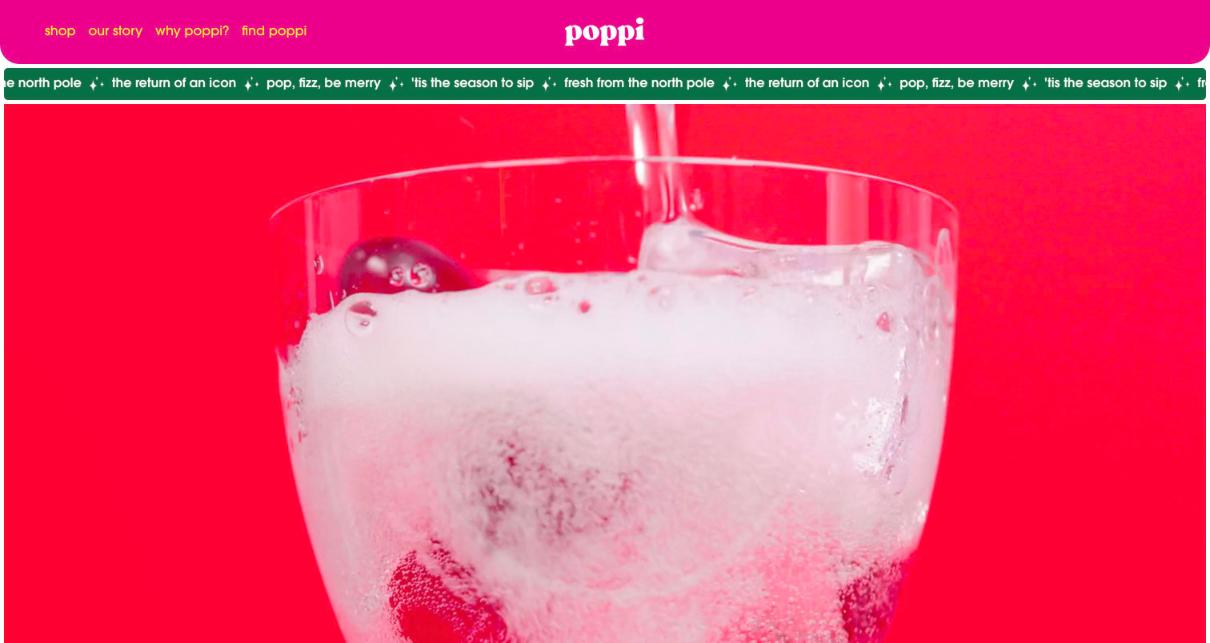 shop our story why poppi? find poppi
poppi
north pole the return of an icon pop, fizz, be merry 'tis the season to sip fresh from the north pole the return of an icon pop, fizz, be merry 'tis the season to sip